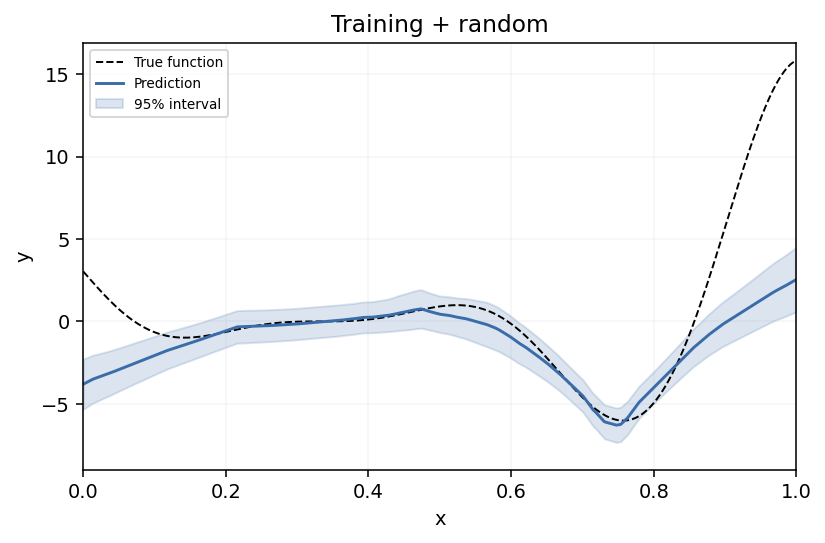 Training + random
True function
Prediction
95% interval
15
10
5
0
−5
y
0.0 0.2 0.4 0.6 0.8 1.0
x